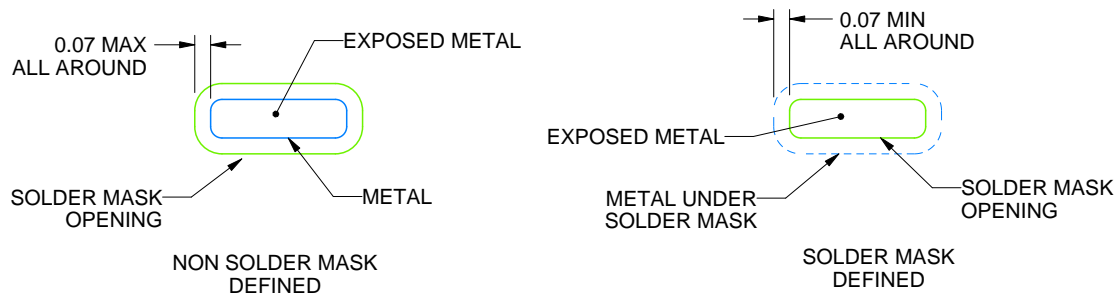 0.07 MAX
ALL AROUND
EXPOSED METAL
SOLDER MASK
OPENING
METAL
NON SOLDER MASK
DEFINED
0.07 MIN
ALL AROUND
EXPOSED METAL
METAL UNDER
SOLDER MASK
SOLDER MASK
OPENING
SOLDER MASK
DEFINED